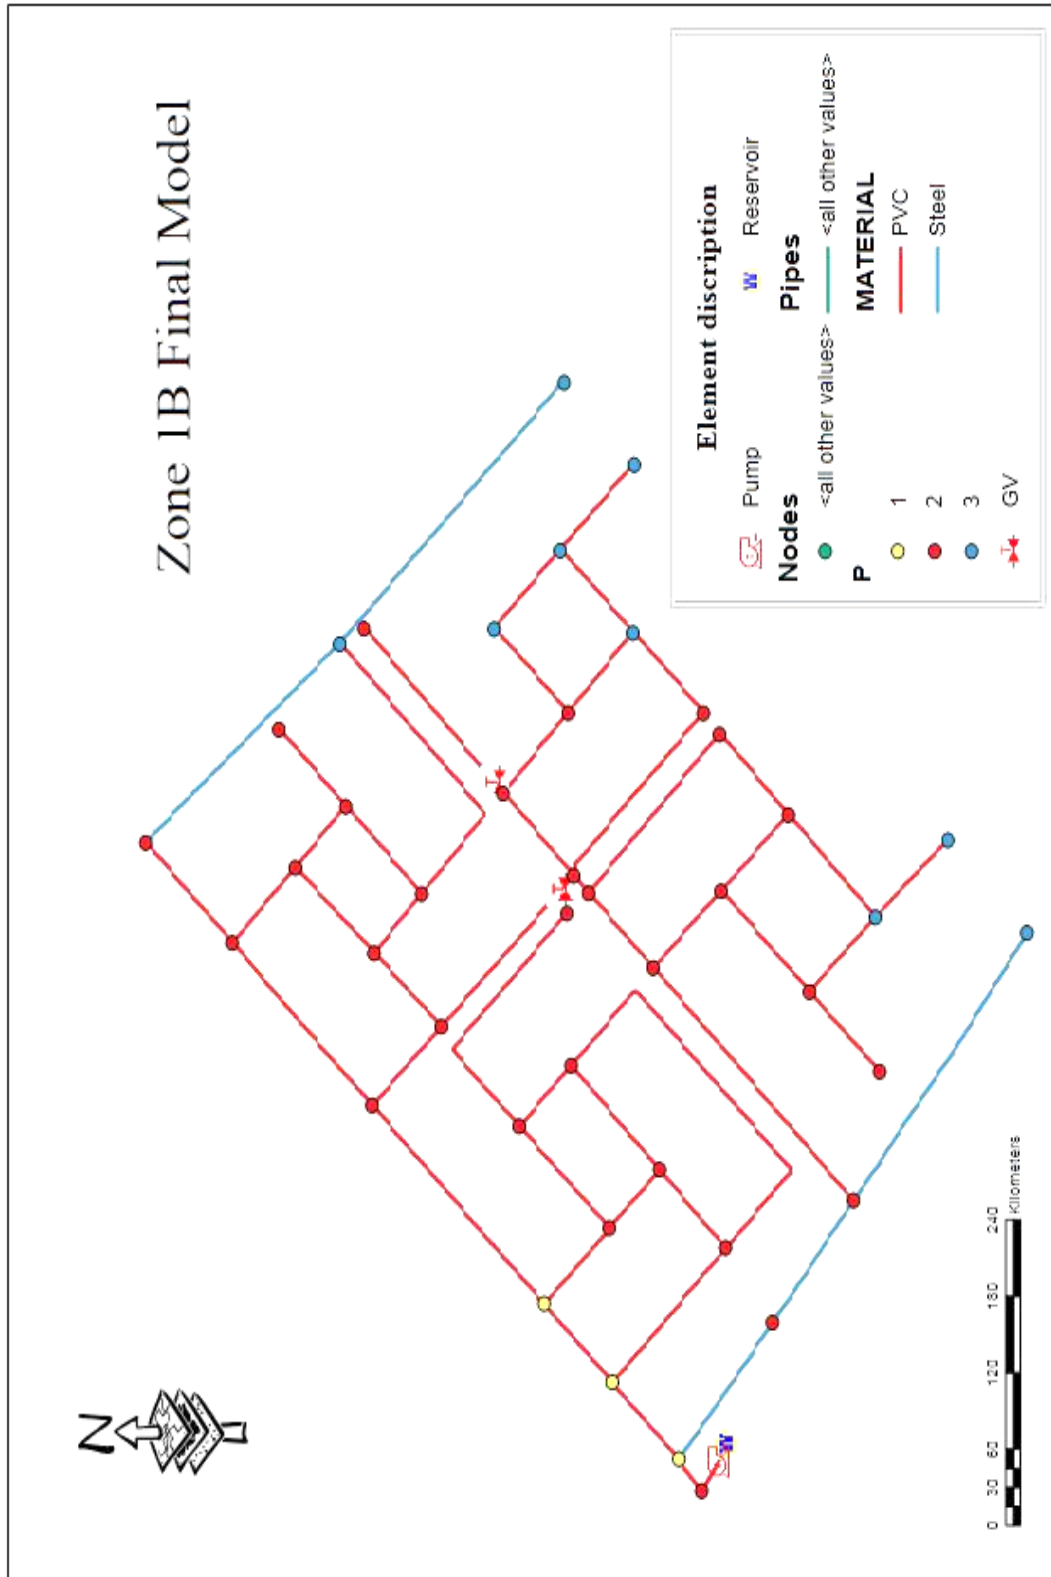 Zone 1B Final Model
N
Element discription
Pump
W Reservoir
Nodes
Pipes
<all other values>
<all other values>
P
MATERIAL
1
PVC
2
Steel
3
GV
0 30 60 120 180 240
Kilometers
W